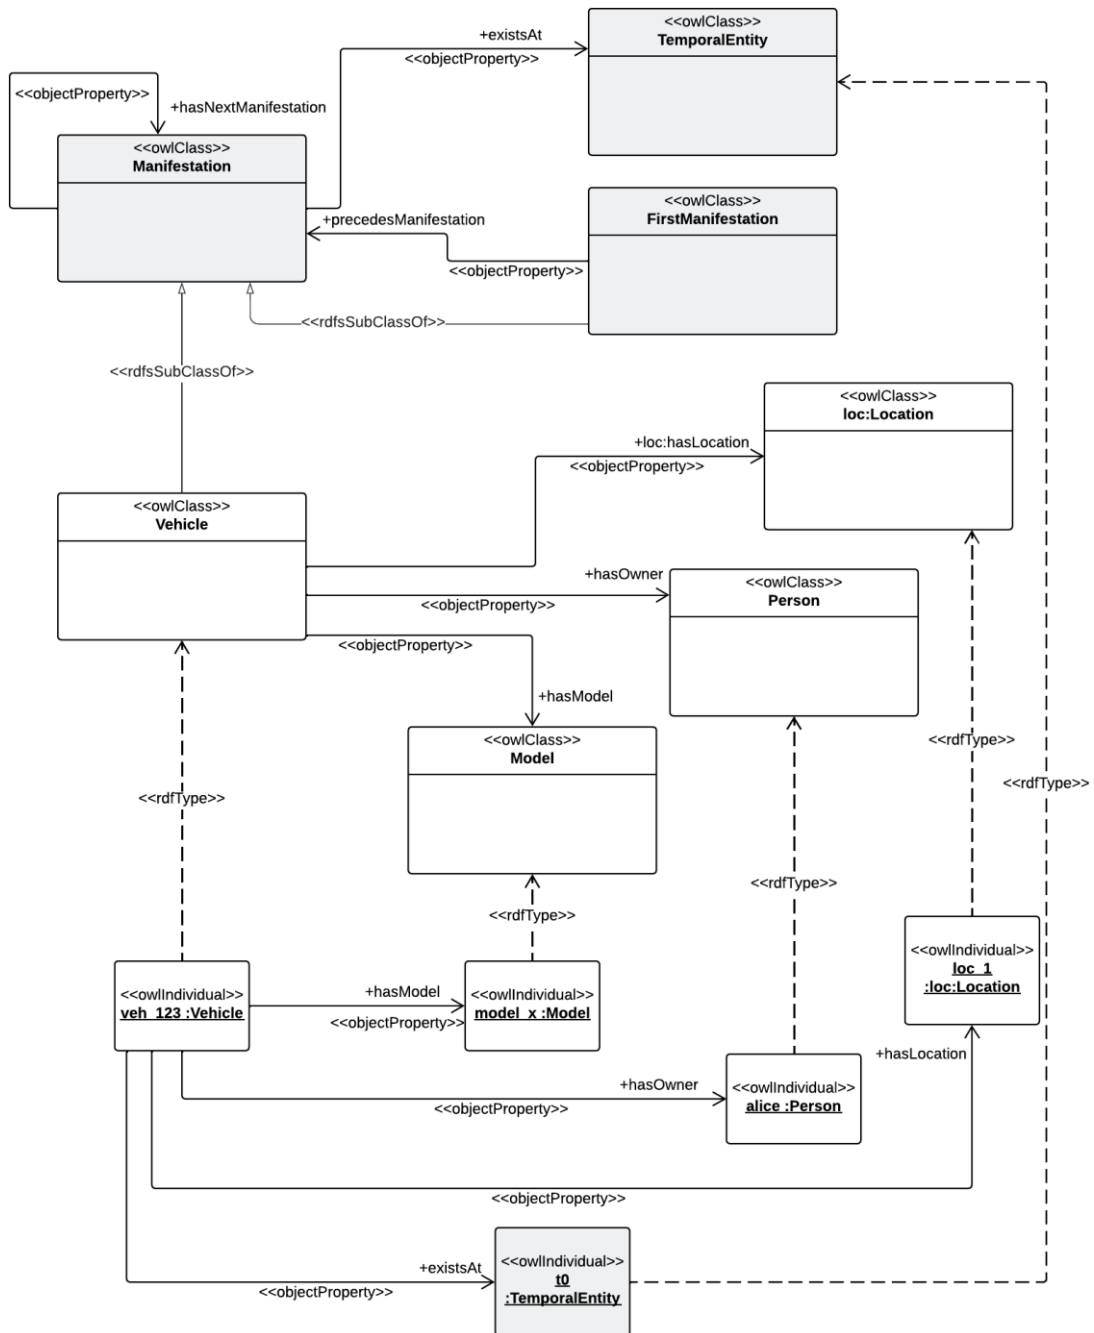 <<owlClass>>
TemporalEntity
+existsAt
<<objectProperty>>
<<objectProperty>>
+hasNextManifestation
<<owlClass>>
Manifestation
<<owlClass>>
FirstManifestation
+precedesManifestation
<<objectProperty>>
<<rdfsSubClassOf>>
<<rdfsSubClassOf>>
<<owlClass>>
loc:Location
+loc:hasLocation
<<objectProperty>>
<<owlClass>>
Vehicle
+hasOwner
<<objectProperty>>
<<owlClass>>
Person
<<objectProperty>>
+hasModel
<<owlClass>>
Model
<<rdfType>>
<<rdfType>>
<<rdfType>>
<<rdfType>>
<<rdfType>>
<<owlIndividual>>
loc_1
:loc:Location
<<owlIndividual>>
veh_123 :Vehicle
+hasModel
<<objectProperty>>
<<owlIndividual>>
model_x :Model
+hasLocation
+hasOwner
<<objectProperty>>
<<owlIndividual>>
alice :Person
<<objectProperty>>
+existsAt
<<objectProperty>>
<<owlIndividual>>
t0
:TemporalEntity